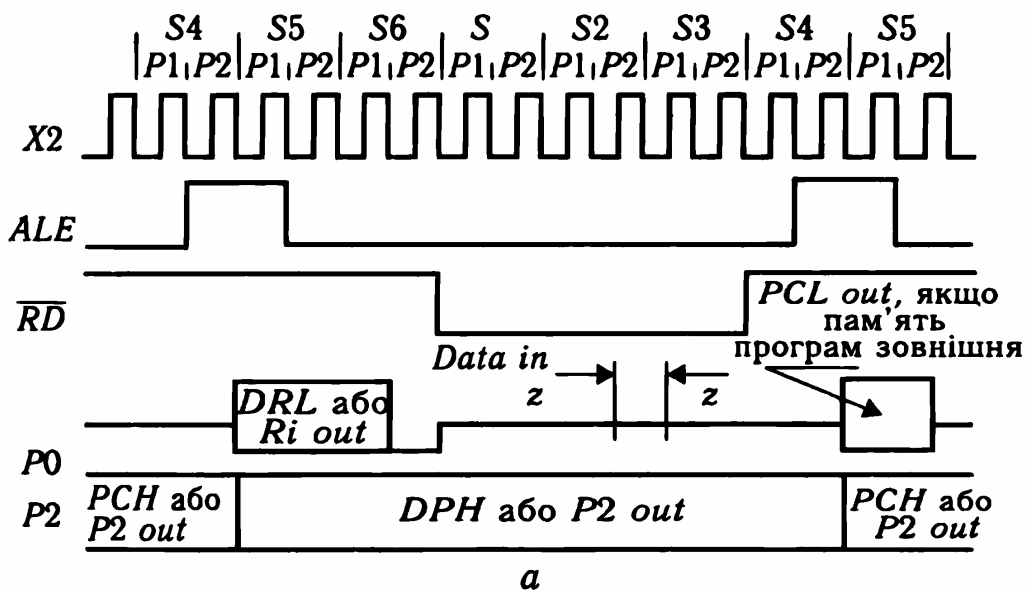 S4 S5 S6 S S2 S3 S4 S5
P1 P2 P1 P2 P1 P2 P1 P2 P1 P2 P1 P2 P1 P2 P1 P2
X2
ALE
RD
PCL out, якщо
пам'ять
програм зовнішня
Data in
z z
DRL або
Ri out
P0
P2
PCH або
P2 out
DPH або P2 out
PCH або
P2 out
а